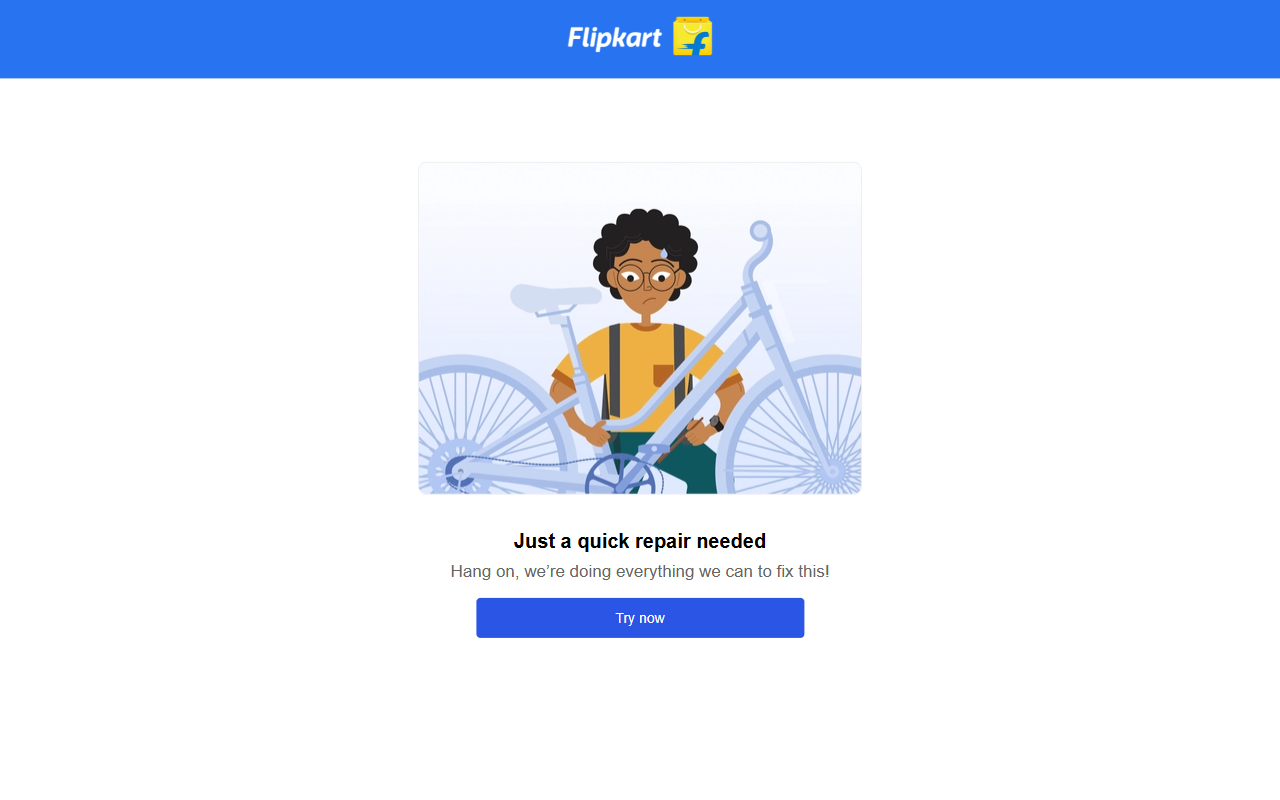 Flipkart
Just a quick repair needed
Hang on, we’re doing everything we can to fix this!
Try now